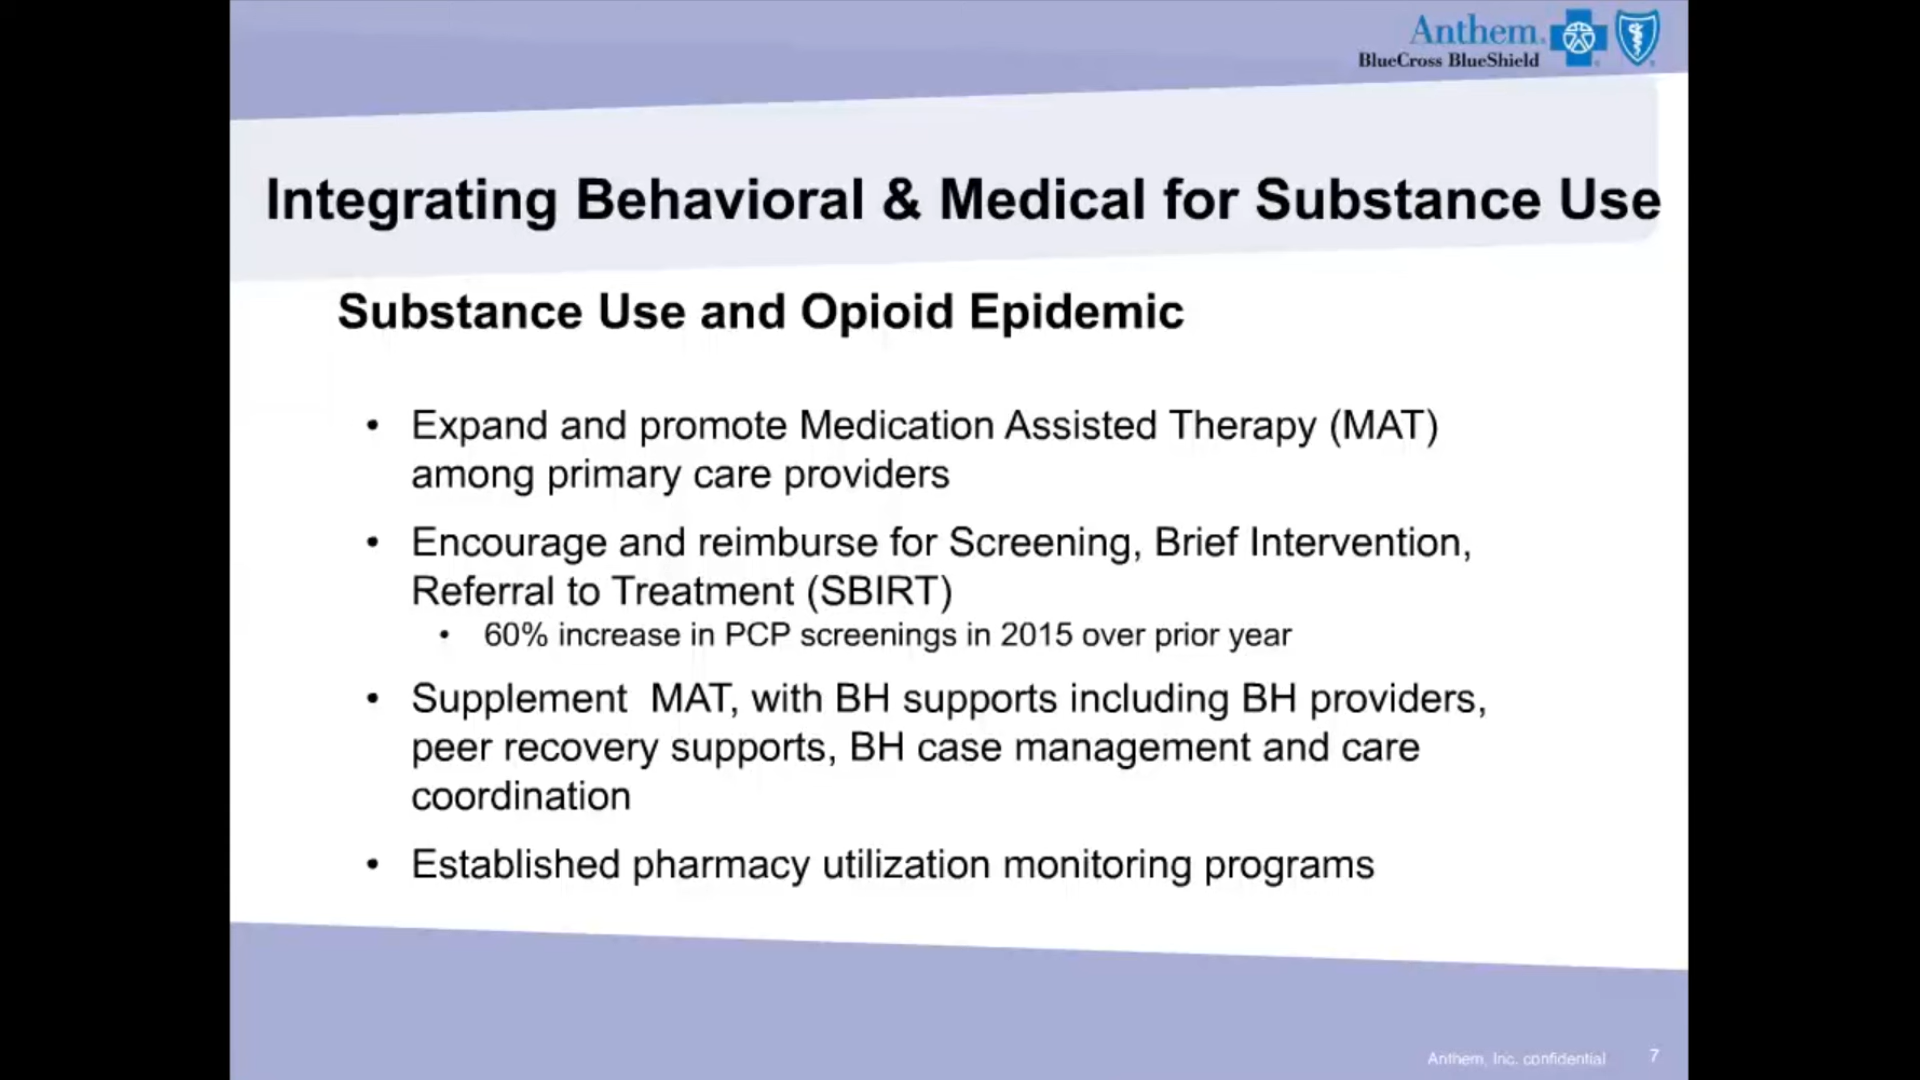 Anthem.
BlueCross BlueShield
Integrating Behavioral & Medical for Substance Use
Substance Use and Opioid Epidemic
• Expand and promote Medication Assisted Therapy (MAT)
among primary care providers
• Encourage and reimburse for Screening, Brief Intervention,
Referral to Treatment (SBIRT)
• 60% increase in PCP screenings in 2015 over prior year
• Supplement  MAT, with BH supports including BH providers,
peer recovery supports, BH case management and care
coordination
• Established pharmacy utilization monitoring programs
Anthem, Inc. confidential 7